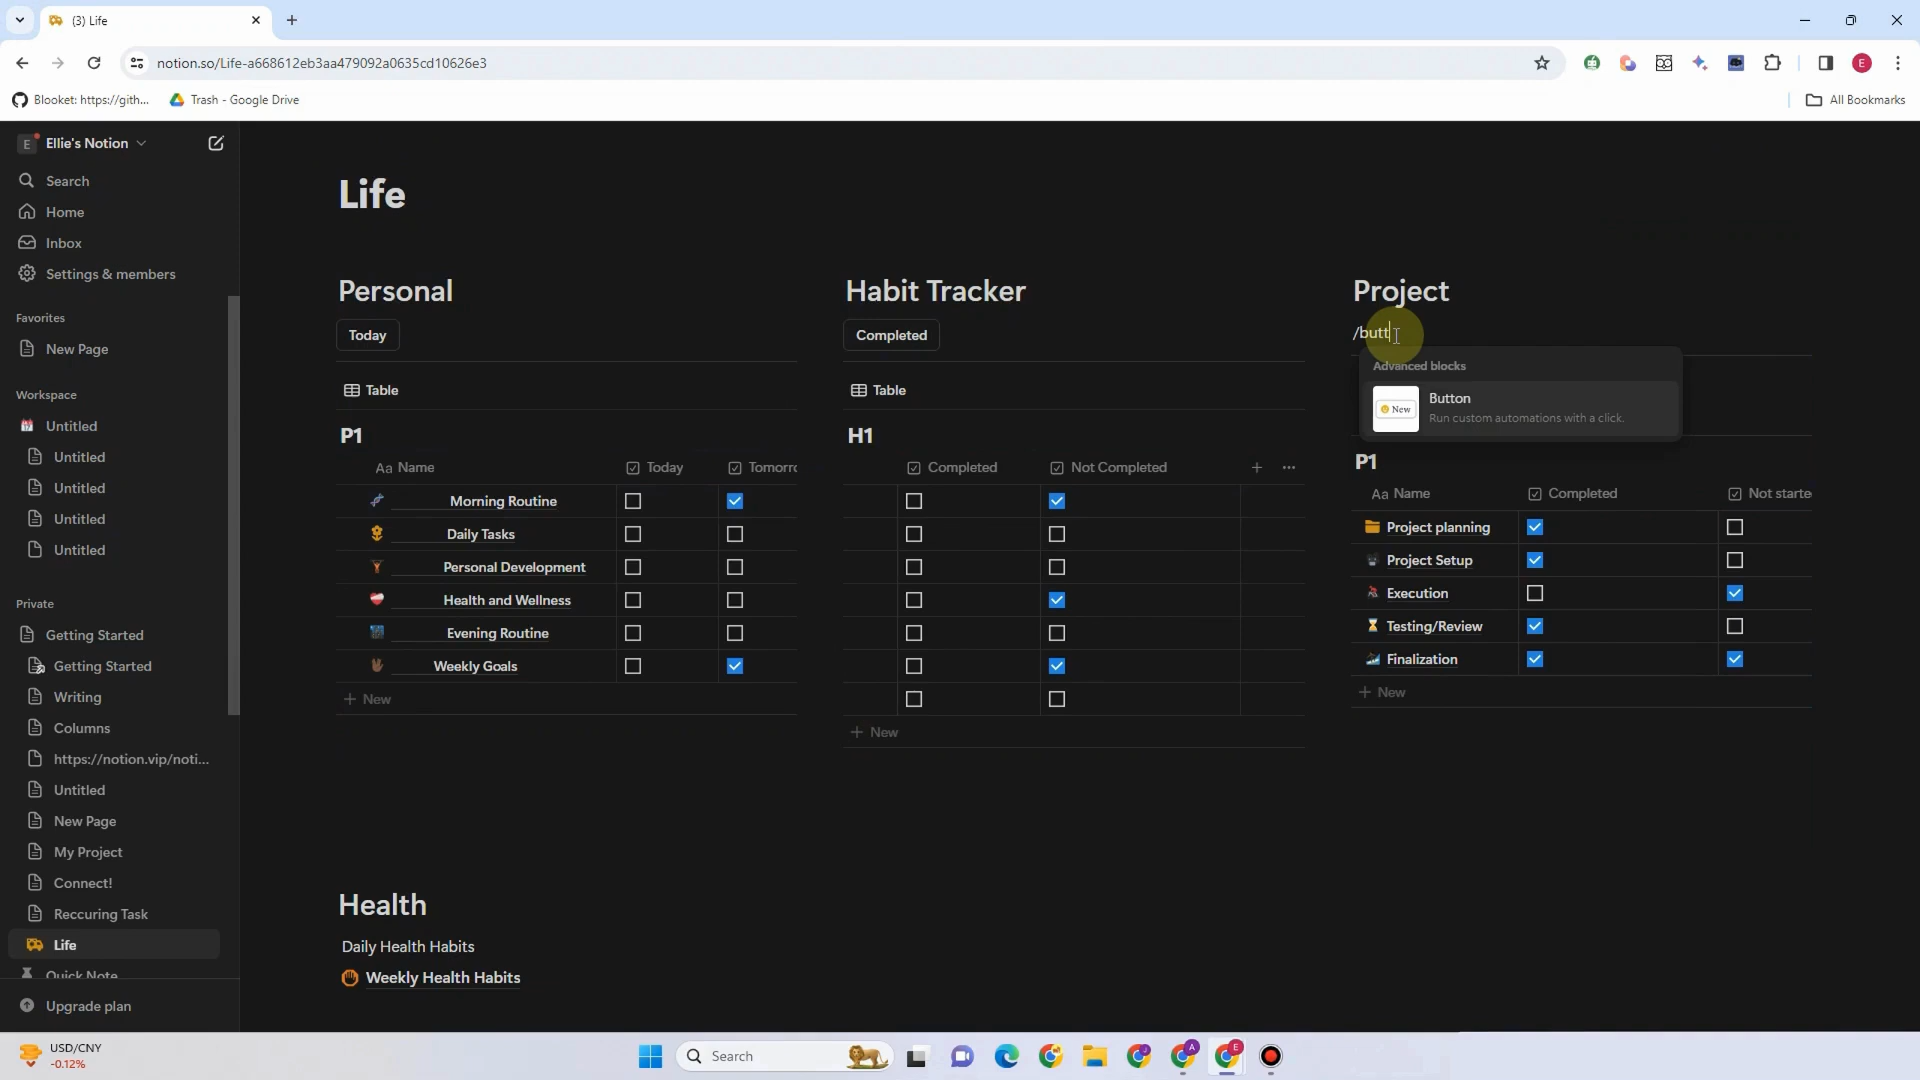 (3) Life
notion.so/Life-a668612eb3aa479092a0635cd10626e3
E
Blooket: https://gith...
Trash - Google Drive
All Bookmarks
E Ellie's Notion
Search
Home
Inbox
Settings & members
Favorites
New Page
Workspace
Untitled
Untitled
Untitled
Untitled
Untitled
Private
Getting Started
Getting Started
Writing
Columns
https://notion.vip/noti...
Untitled
New Page
My Project
Connect!
Reccuring Task
Life
Quick Note
Upgrade plan
Life
Personal
Today
Table
P1
Aa Name Today Tomorro
Morning Routine
Daily Tasks
Personal Development
Health and Wellness
Evening Routine
Weekly Goals
+ New
Habit Tracker
Completed
Table
H1
Completed Not Completed
+ New
Project
/butt
Advanced blocks
New
Button
Run custom automations with a click.
P1
Aa Name Completed Not starte
Project planning
Project Setup
Execution
Testing/Review
Finalization
+ New
Health
Daily Health Habits
Weekly Health Habits
USD/CNY
-0.12%
Search
J
A
E